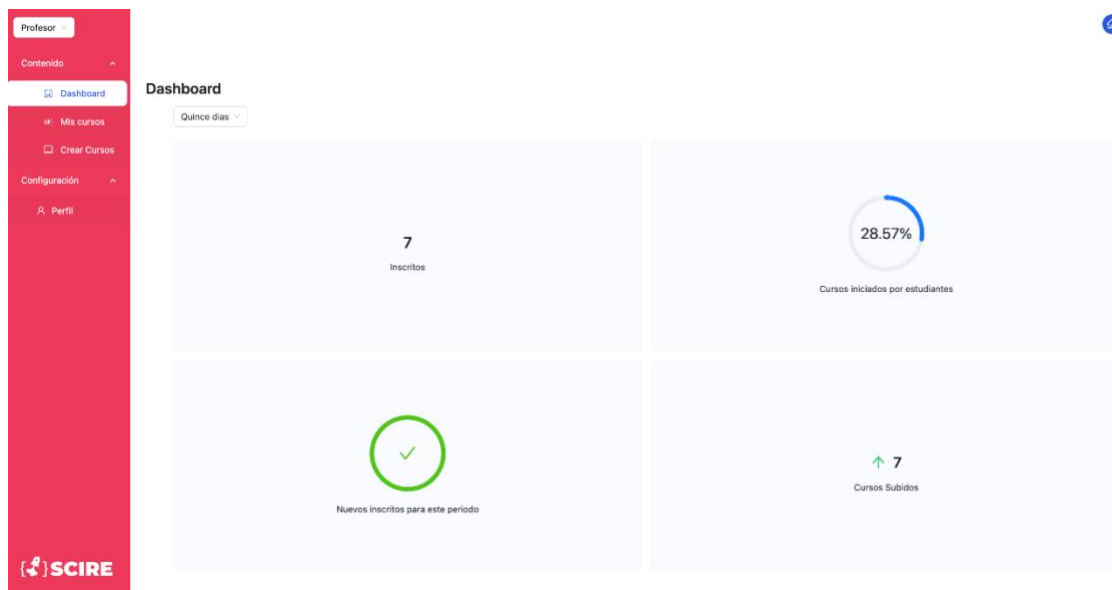 Profesor
Contenido
Dashboard
Mis cursos
Crear Cursos
Configuración
Perfil
{ }SCIRE
Dashboard
Quince dias
7
Inscritos
28.57%
Cursos iniciados por estudiantes
Nuevos inscritos para este periodo
7
Cursos Subidos